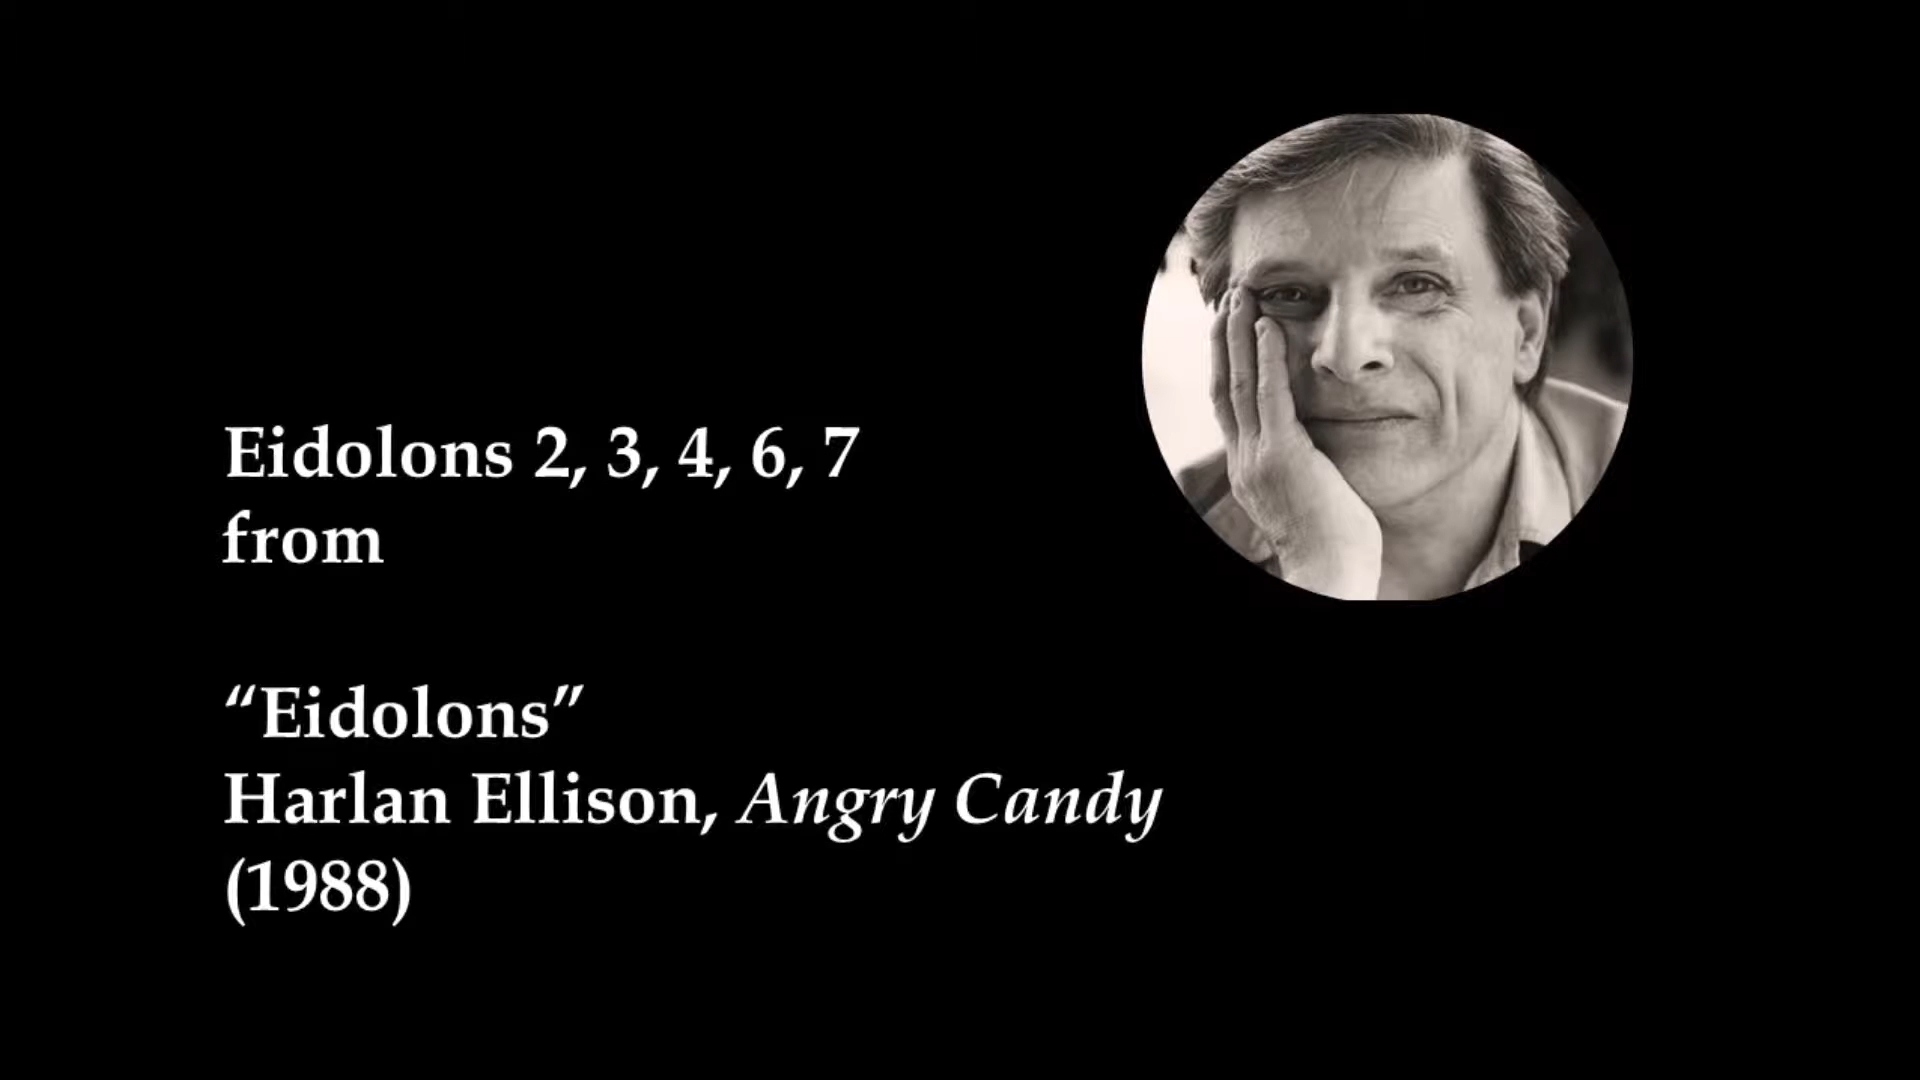 Eidolons 2, 3, 4, 6, 7
from
“Eidolons”
Harlan Ellison, Angry Candy
(1988)